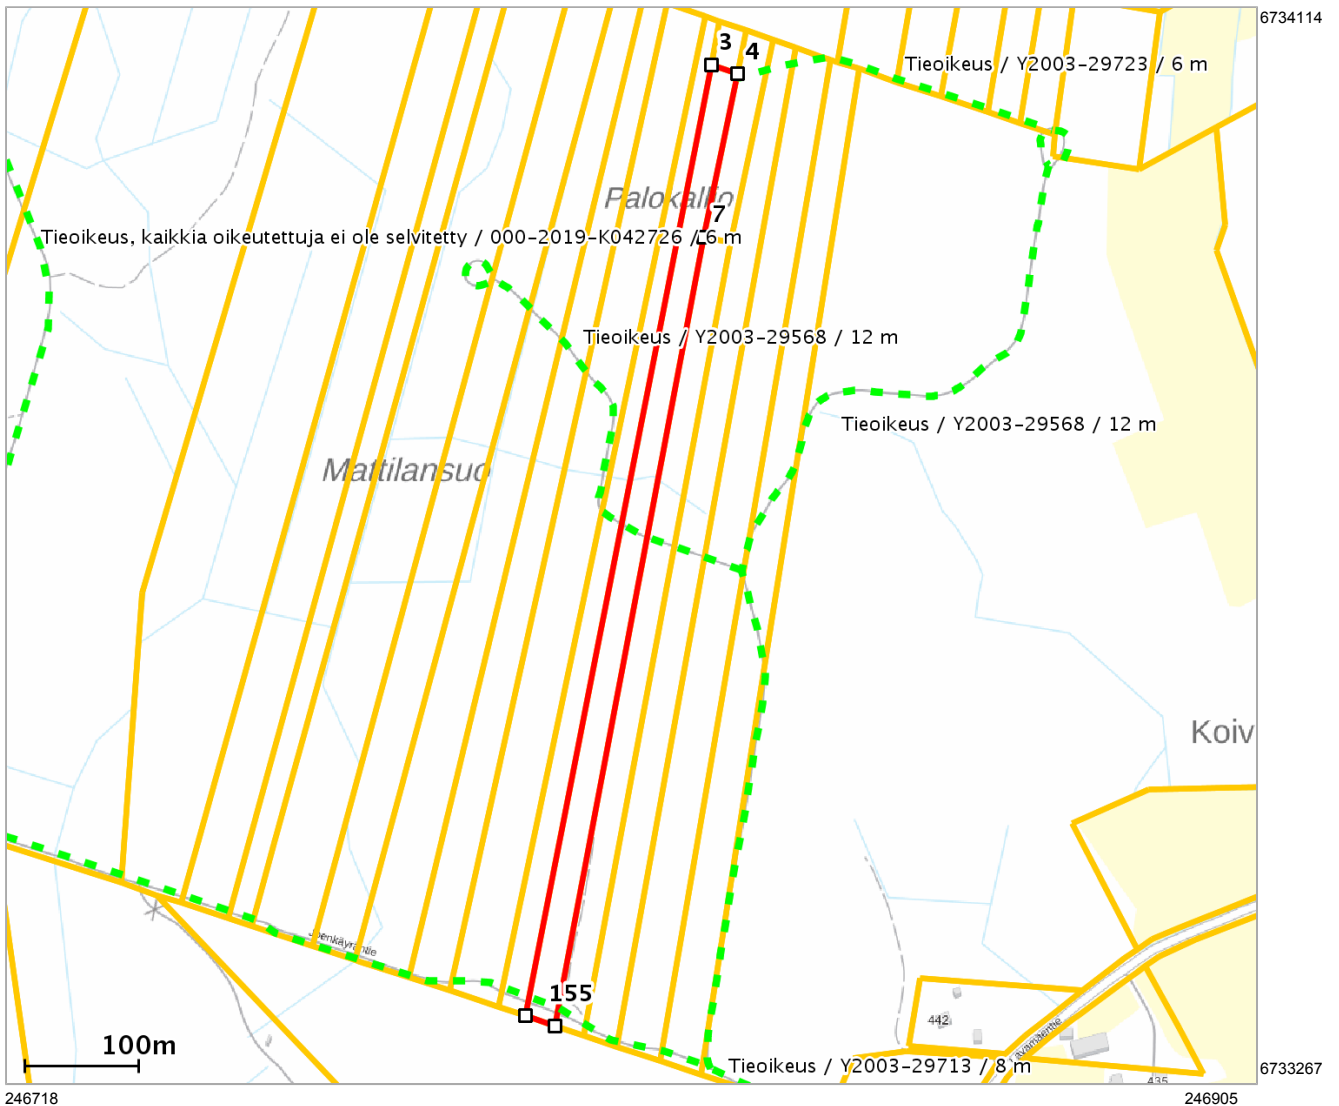 6734114
3
4
Tieoikeus / Y2003-29723 / 6 m
Palokallio
7
Tieoikeus, kaikkia oikeutettuja ei ole selvitetty / 000-2019-K042726 / 6 m
Tieoikeus / Y2003-29568 / 12 m
Tieoikeus / Y2003-29568 / 12 m
Mattilansuo
Koiv
155
442
100m
Tieoikeus / Y2003-29713 / 8 m
435
6733267
246718
246905